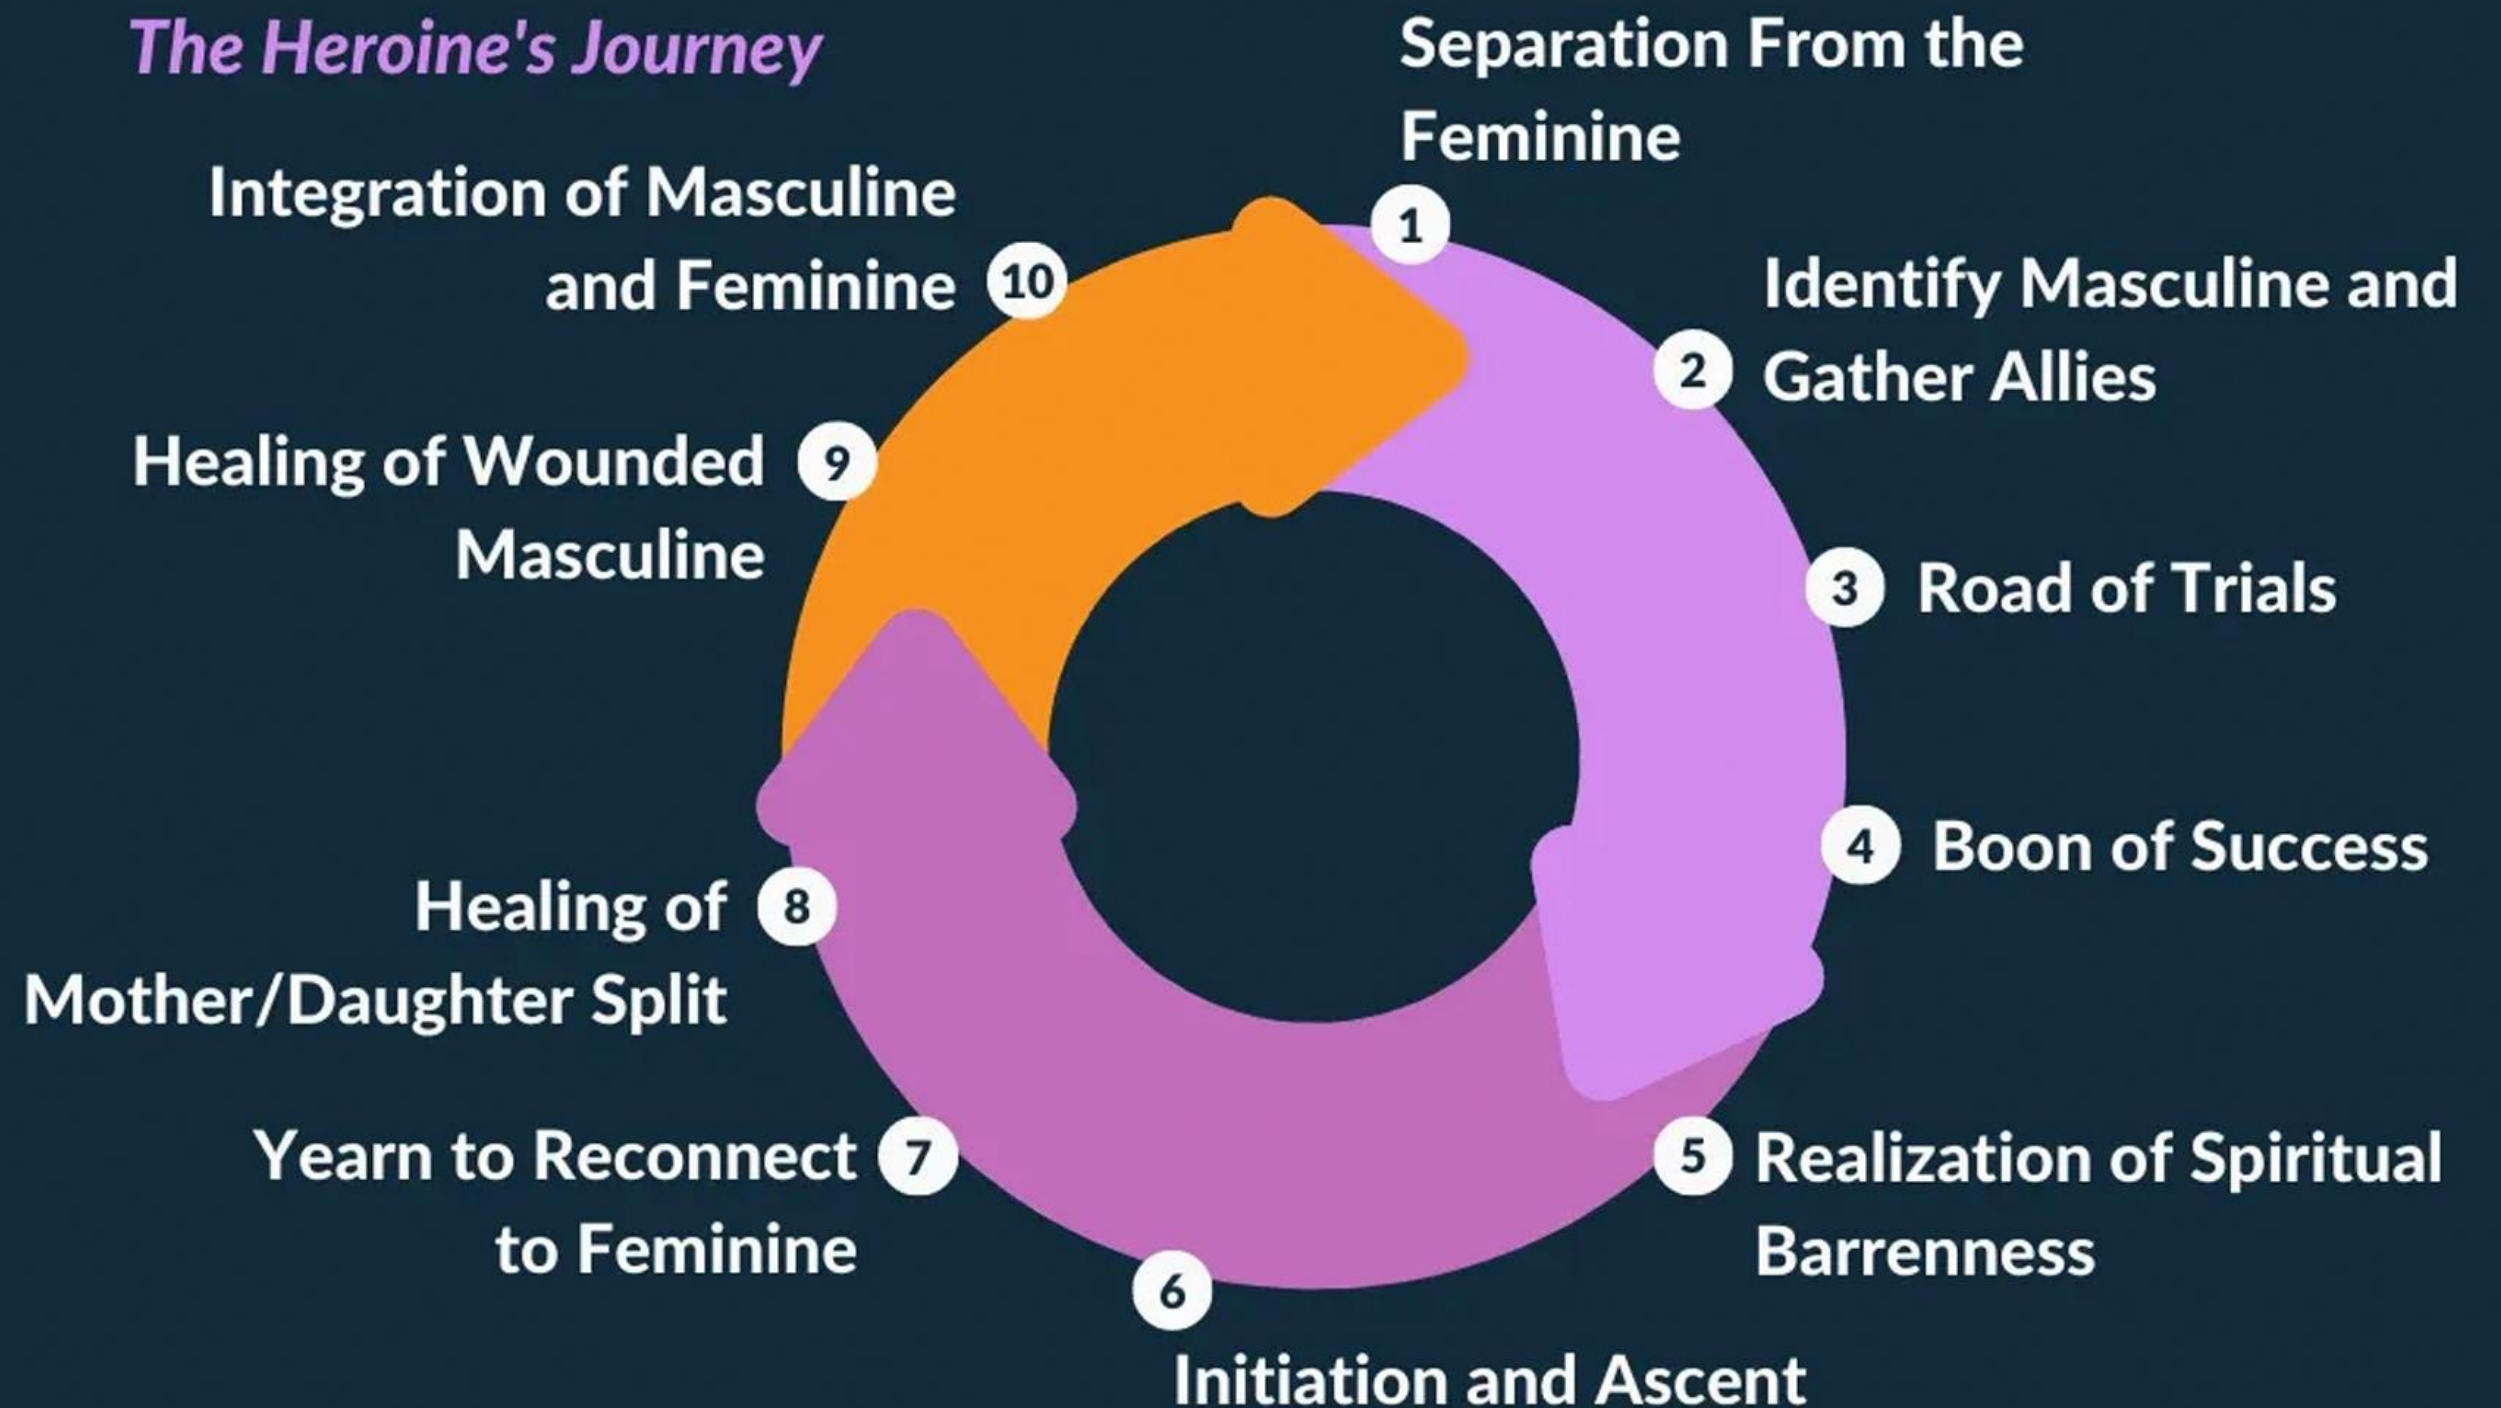 The Heroine's Journey
1
Separation From the
Feminine
2
Identify Masculine and
Gather Allies
3
Road of Trials
4
Boon of Success
5
Realization of Spiritual
Barrenness
6
Initiation and Ascent
7
Yearn to Reconnect
to Feminine
8
Healing of
Mother/Daughter Split
9
Healing of Wounded
Masculine
10
Integration of Masculine
and Feminine